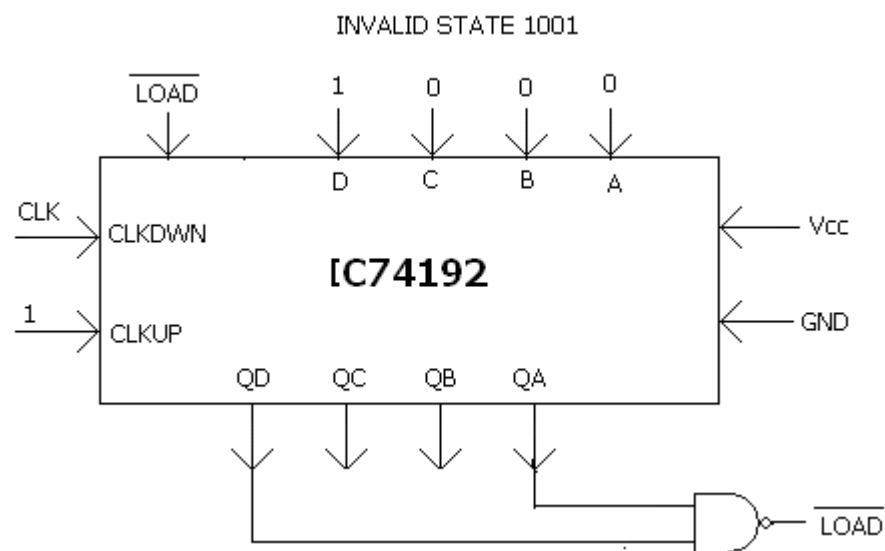 INVALID STATE 1001
LOAD
1 0 0 0
D C B A
CLK
CLKDWN
Vcc
IC74192
1
CLKUP
GND
QD QC QB QA
LOAD